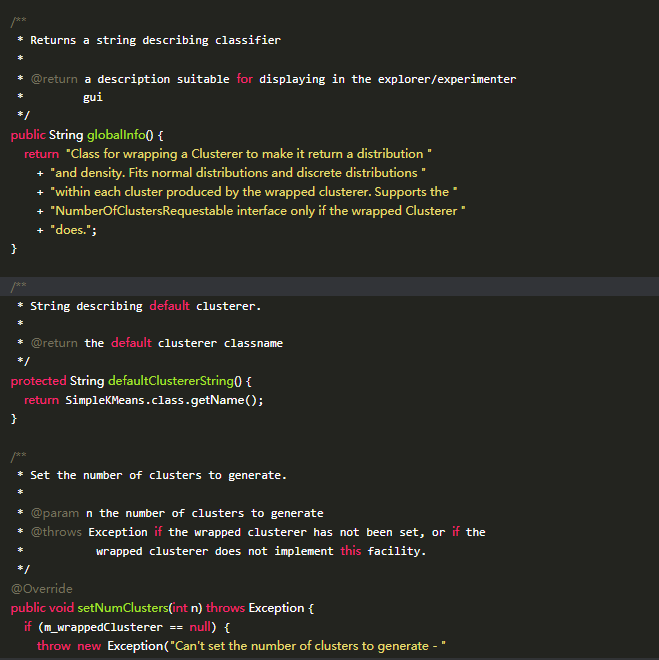 /**
 * Returns a string describing classifier
 *
 * @return a description suitable for displaying in the explorer/experimenter
 *         gui
 */
public String globalInfo() {
  return "Class for wrapping a Clusterer to make it return a distribution "
    + "and density. Fits normal distributions and discrete distributions "
    + "within each cluster produced by the wrapped clusterer. Supports the "
    + "NumberOfClustersRequestable interface only if the wrapped Clusterer "
    + "does.";
}
/**
 * String describing default clusterer.
 *
 * @return the default clusterer classname
 */
protected String defaultClustererString() {
  return SimpleKMeans.class.getName();
}
/**
 * Set the number of clusters to generate.
 *
 * @param n the number of clusters to generate
 * @throws Exception if the wrapped clusterer has not been set, or if the
 *           wrapped clusterer does not implement this facility.
 */
@Override
public void setNumClusters(int n) throws Exception {
  if (m_wrappedClusterer == null) {
    throw new Exception("Can't set the number of clusters to generate - "